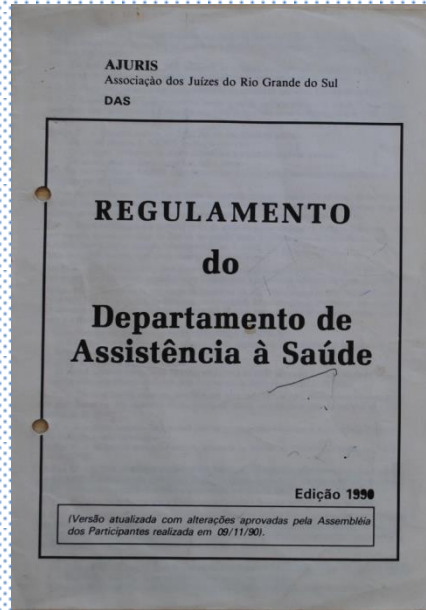 AJURIS
Associação dos Juízes do Rio Grande do Sul
DAS
REGULAMENTO
do
Departamento de
Assistência à Saúde
Edição 1990
(Versão atualizada com alterações aprovadas pela Assembléia
dos Participantes realizada em 09/11/90).